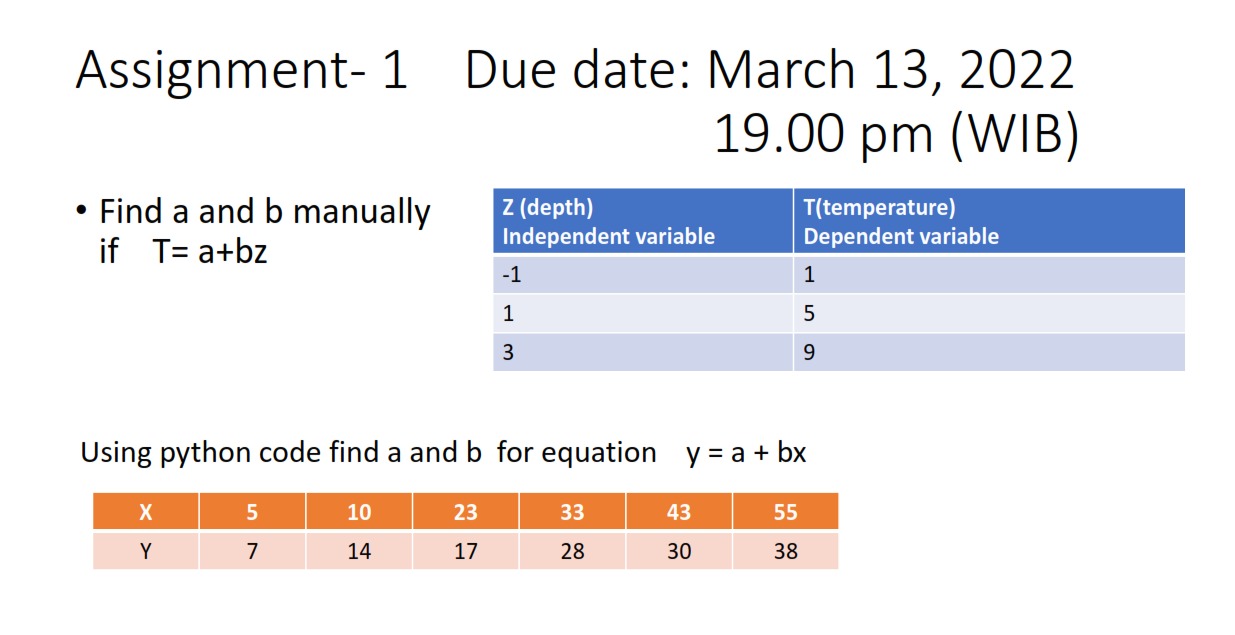 Assignment- 1 Due date: March 13, 2022
19.00 pm (WIB)
• Find a and b manually
if T= a+bz
Z (depth) T(temperature)
Independent variable Dependent variable
-1 1
1 5
3 9
Using python code find a and b for equation y = a + bx
X 5 10 23 33 43 55
Y 7 14 17 28 30 38